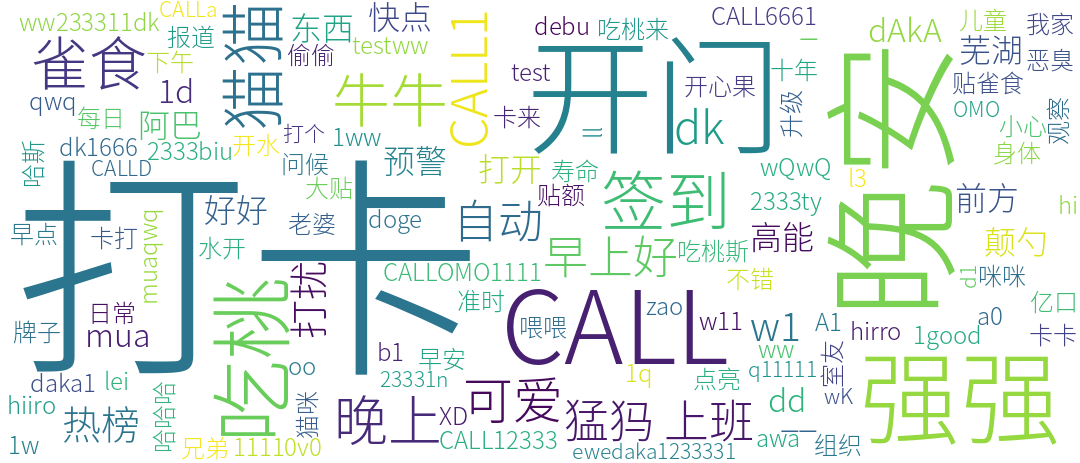 ww233311dk
CALLa
报道
雀食
下午
1d
qwq
每日
阿巴
猫猫
东西
偷偷
快点
testww
牛牛
CALL1
debu
吃桃来
test
卡来
开门
CALL6661
一
dAkA
十年
开心果
升级
dk
儿童
我家
芜湖
恶臭
贴雀食
OMO
观察
小心
身体
晚安
哈斯
dk1666
CALLD
2333biu
打个
开水
1ww
问候
预警
打开
寿命
贴额
签到
wQwQ
2333ty
l3
前方
hi
大贴
老婆
doge
好好
早点
卡打
muaqwq
水开
打卡
自动
早上好
吃桃斯
高能
不错
颠勺
d1
咪咪
CALLOMO1111
准时
打扰
日常
牌子
mua
吃桃
CALL
喂喂
zao
w11
w1
A1
hirro
a0
1good
亿口
卡卡
b1
早安
oo
23331n
daka1
lei
hiiro
热榜
1w
哈哈哈
兄弟
11110v0
猫咪
晚上
XD
可爱
CALL12333
1q
点亮
ww
q11111
室友
wK
dd
猛犸
上班
一一
awa
组织
ewedaka1233331
强强